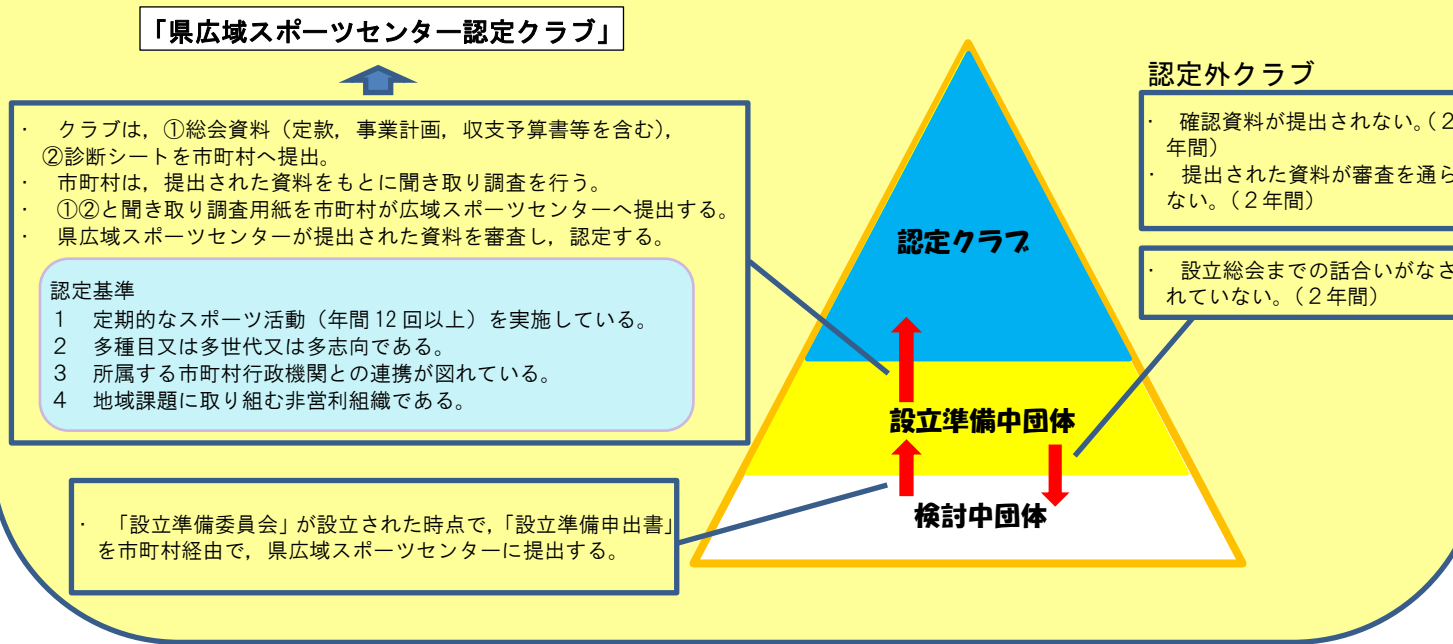 「県広域スポーツセンター認定クラブ」
・　クラブは，①総会資料（定款，事業計画，収支予算書等を含む），
②診断シートを市町村へ提出。
・　市町村は，提出された資料をもとに聞き取り調査を行う。
・　①②と聞き取り調査用紙を市町村が広域スポーツセンターへ提出する。
・　県広域スポーツセンターが提出された資料を審査し，認定する。
認定基準
１　定期的なスポーツ活動（年間12回以上）を実施している。
２　多種目又は多世代又は多志向である。
３　所属する市町村行政機関との連携が図れている。
４　地域課題に取り組む非営利組織である。
・　「設立準備委員会」が設立された時点で，「設立準備申出書」
を市町村経由で，県広域スポーツセンターに提出する。
認定クラブ
設立準備中団体
検討中団体
認定外クラブ
・　確認資料が提出されない。（２
年間）
・　提出された資料が審査を通ら
ない。（２年間）
・　設立総会までの話合いがなさ
れていない。（２年間）